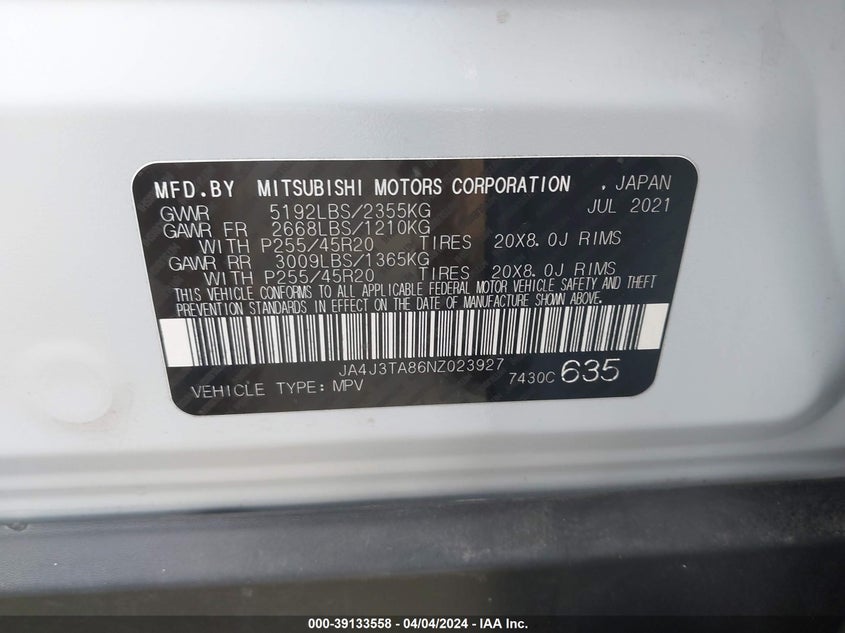 MFD.BY MITSUBISHI MOTORS CORPORATION , JAPAN
GWWR 5192LBS/2355KG JUL 2021
GAWR FR 2668LBS/1210KG
WITH P255/45R20 TIRES 20X8.0J RIMS
GAWR RR 3009LBS/1365KG
WITH P255/45R20 TIRES 20X8.0J RIMS
THIS VEHICLE CONFORMS TO ALL APPLICABLE FEDERAL MOTOR VEHICLE SAFETY AND THEFT
PREVENTION STANDARDS IN EFFECT ON THE DATE OF MANUFACTURE SHOWN ABOVE.
JA4J3TA86NZ023927
VEHICLE TYPE: MPV 7430C 635
000-39133558 - 04/04/2024 - IAA Inc.